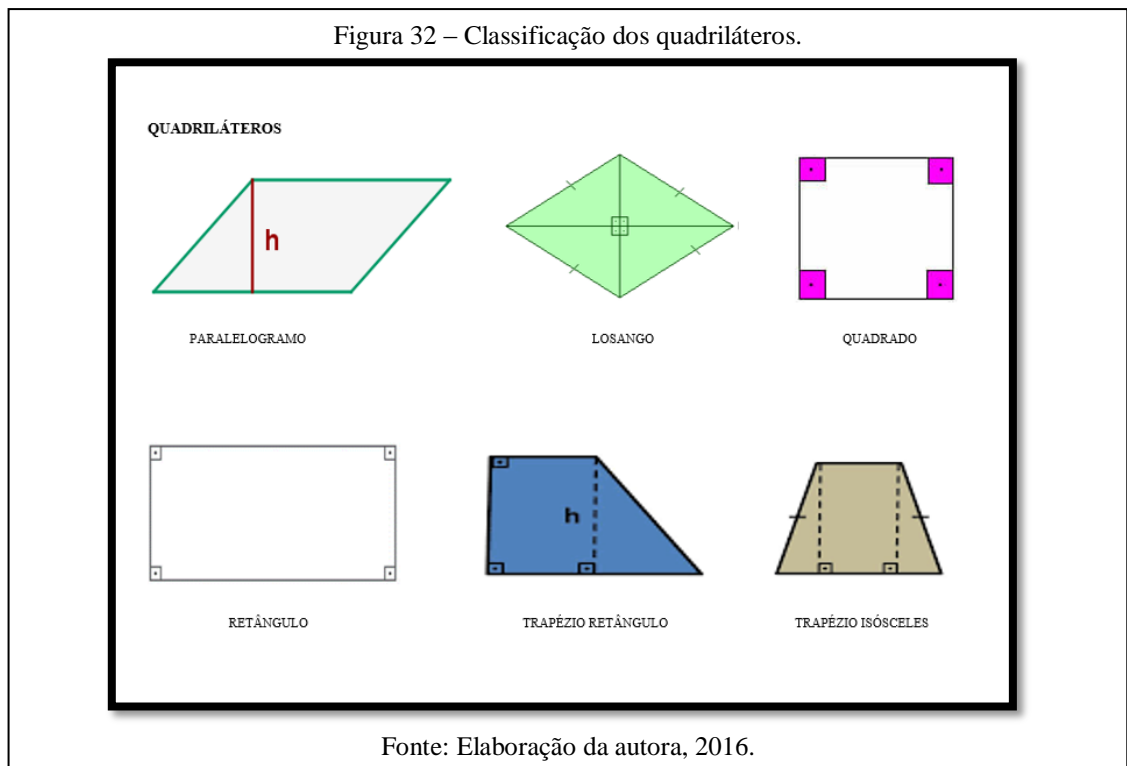 Figura 32 – Classificação dos quadriláteros.
QUADRILÁTEROS
h
PARALELOGRAMO
LOSANGO
QUADRADO
h
RETÂNGULO
TRAPÉZIO RETÂNGULO
TRAPÉZIO ISÓSCELES
Fonte: Elaboração da autora, 2016.